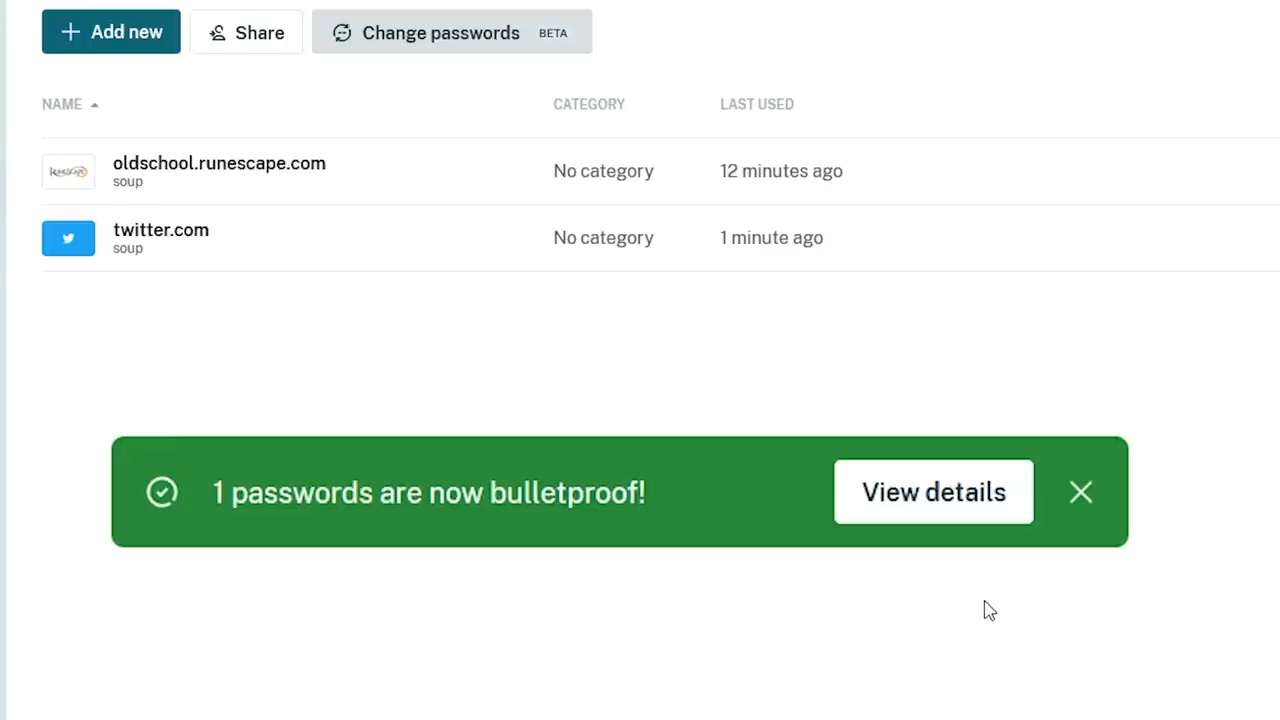 Add new
Share
Change passwords BETA
NAME CATEGORY LAST USED
oldschool.runescape.com
soup
No category
12 minutes ago
twitter.com
soup
No category
1 minute ago
1 passwords are now bulletproof!
View details